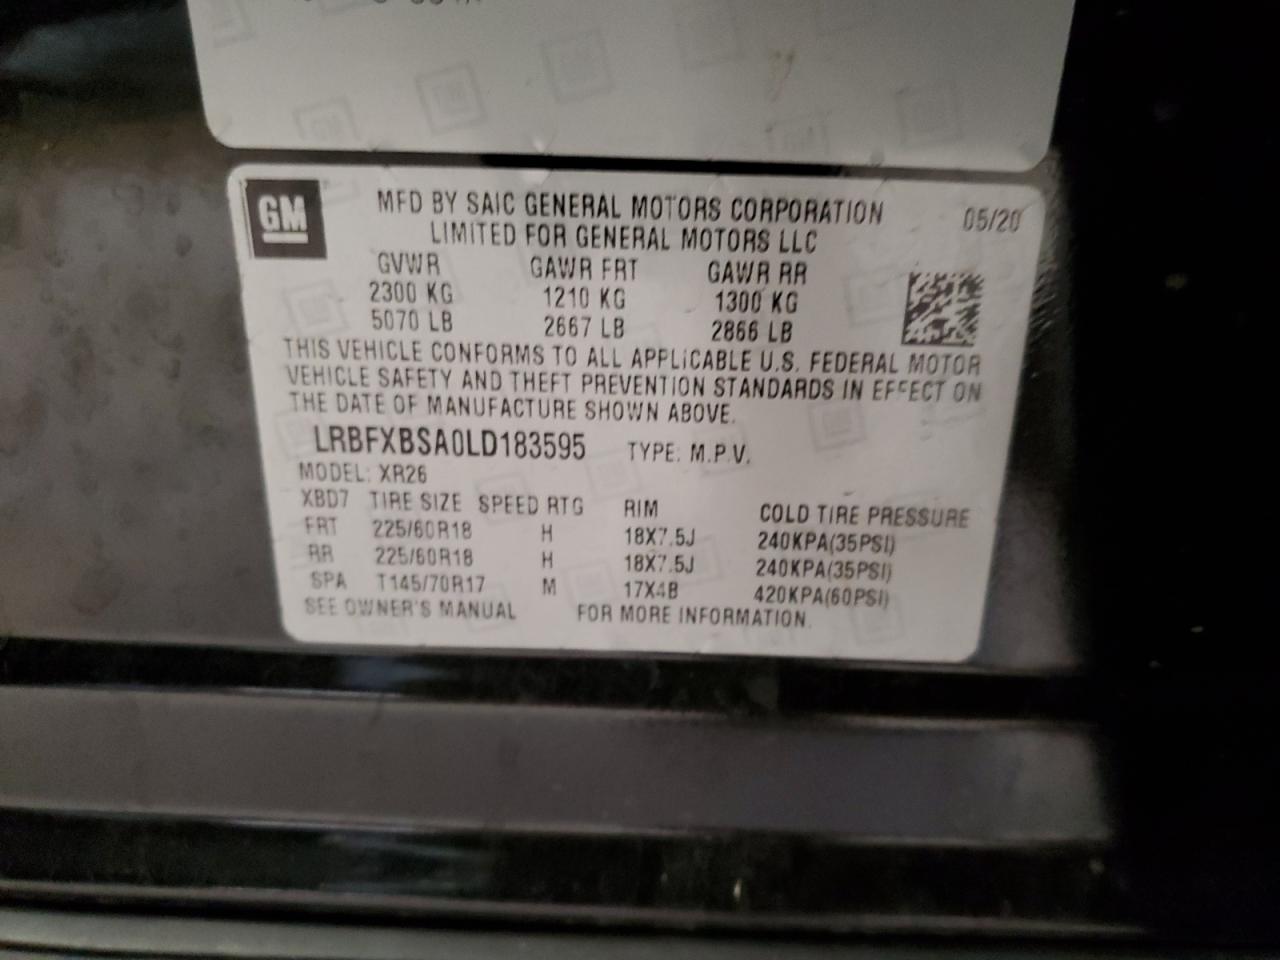 GM
MFD BY SAIC GENERAL MOTORS CORPORATION 05/20
LIMITED FOR GENERAL MOTORS LLC
GVWR GAWR FRT GAWR RR
2300 KG 1210 KG 1300 KG
5070 LB 2667 LB 2866 LB
THIS VEHICLE CONFORMS TO ALL APPLICABLE U.S. FEDERAL MOTOR
VEHICLE SAFETY AND THEFT PREVENTION STANDARDS IN EFFECT ON
THE DATE OF MANUFACTURE SHOWN ABOVE.
LRBFXBSA0LD183595 TYPE: M.P.V.
MODEL: XR26
XBD7 TIRE SIZE SPEED RTG RIM COLD TIRE PRESSURE
FRT 225/60R18 H 18X7.5J 240KPA(35PSI)
RR 225/60R18 H 18X7.5J 240KPA(35PSI)
SPA T145/70R17 M 17X4B 420KPA(60PSI)
SEE OWNER'S MANUAL FOR MORE INFORMATION.